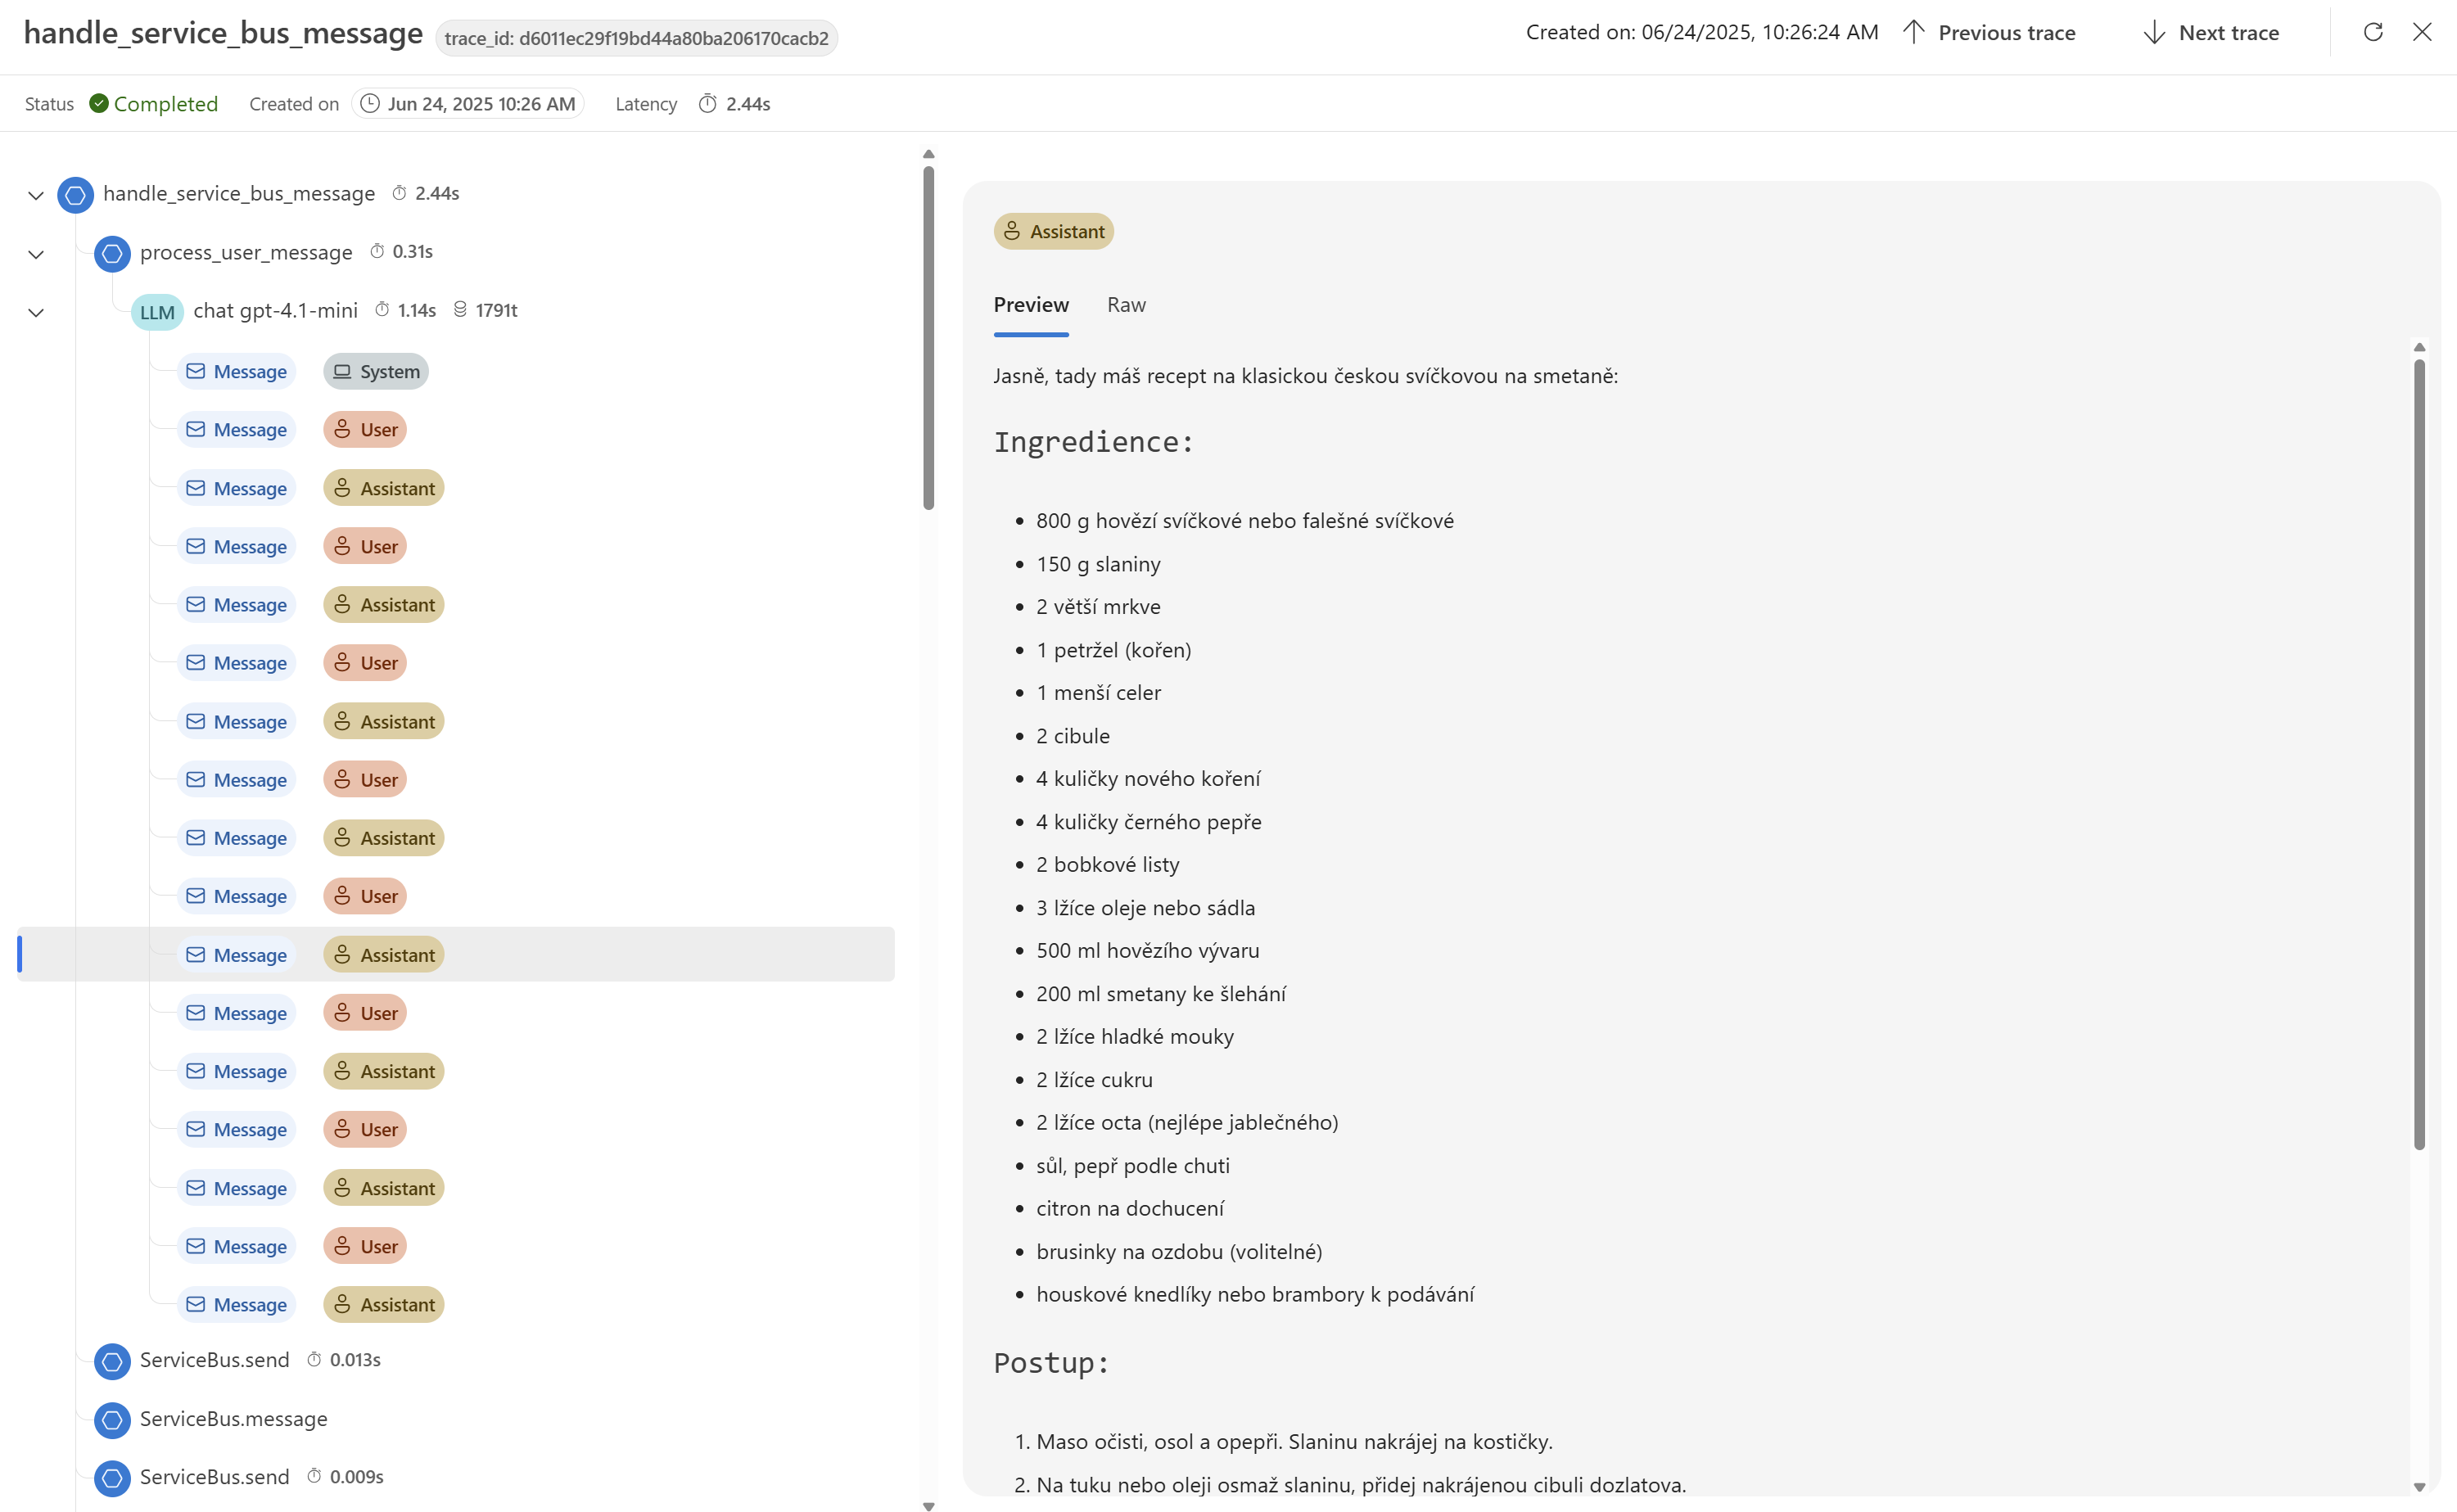 handle_service_bus_message trace_id: d6011ec29f19bd44a80ba206170cacb2 Created on: 06/24/2025, 10:26:24 AM Previous trace Next trace
Status Completed Created on Jun 24, 2025 10:26 AM Latency 2.44s
handle_service_bus_message 2.44s
process_user_message 0.31s
LLM chat gpt-4.1-mini 1.14s 1791t
Message System
Message User
Message Assistant
Message User
Message Assistant
Message User
Message Assistant
Message User
Message Assistant
Message User
Message Assistant
Message User
Message Assistant
Message User
Message Assistant
Message User
Message Assistant
ServiceBus.send 0.013s
ServiceBus.message
ServiceBus.send 0.009s
Assistant
Preview Raw
Jasně, tady máš recept na klasickou českou svíčkovou na smetaně:
Ingredience:
• 800 g hovězí svíčkové nebo falešné svíčkové
• 150 g slaniny
• 2 větší mrkve
• 1 petržel (kořen)
• 1 menší celer
• 2 cibule
• 4 kuličky nového koření
• 4 kuličky černého pepře
• 2 bobkové listy
• 3 lžíce oleje nebo sádla
• 500 ml hovězího vývaru
• 200 ml smetany ke šlehání
• 2 lžíce hladké mouky
• 2 lžíce cukru
• 2 lžíce octa (nejlépe jablečného)
• sůl, pepř podle chuti
• citron na dochucení
• brusinky na ozdobu (volitelné)
• houskové knedlíky nebo brambory k podávání
Postup:
1. Maso očisti, osol a opepři. Slaninu nakrájej na kostičky.
2. Na tuku nebo oleji osmaž slaninu, přidej nakrájenou cibuli dozlatova.